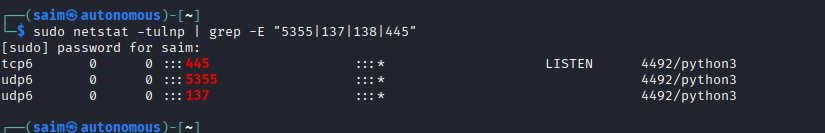 ┌──(saim㉿autonomous)-[~]
└─$ sudo netstat -tulnp | grep -E "5355|137|138|445"
[sudo] password for saim:
tcp6       0      0 :::445                  :::*                    LISTEN      4492/python3
udp6       0      0 :::5355                 :::*                                4492/python3
udp6       0      0 :::137                  :::*                                4492/python3
┌──(saim㉿autonomous)-[~]